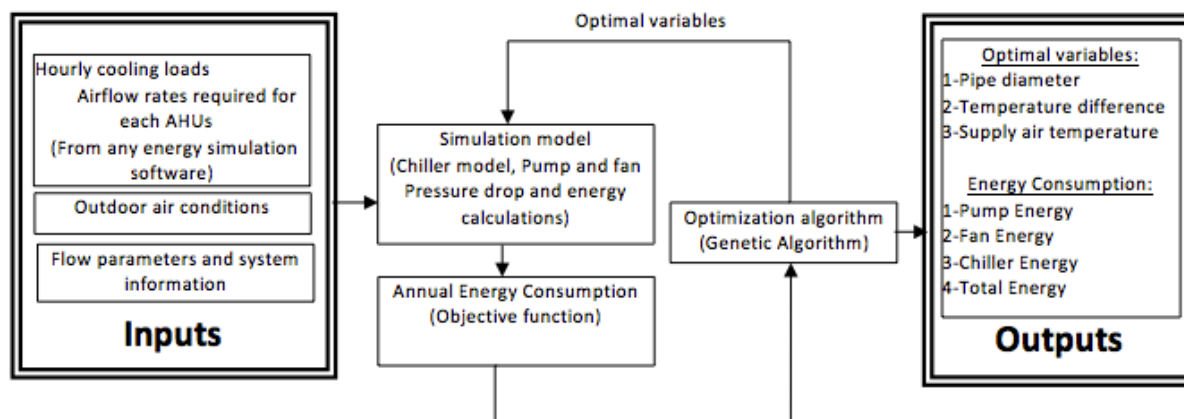 Optimal variables
Hourly cooling loads
Airflow rates required for
each AHUs
(From any energy simulation
software)
Outdoor air conditions
Flow parameters and system
information
Inputs
Simulation model
(Chiller model, Pump and fan
Pressure drop and energy
calculations)
Annual Energy Consumption
(Objective function)
Optimization algorithm
(Genetic Algorithm)
Optimal variables:
1-Pipe diameter
2-Temperature difference
3-Supply air temperature
Energy Consumption:
1-Pump Energy
2-Fan Energy
3-Chiller Energy
4-Total Energy
Outputs